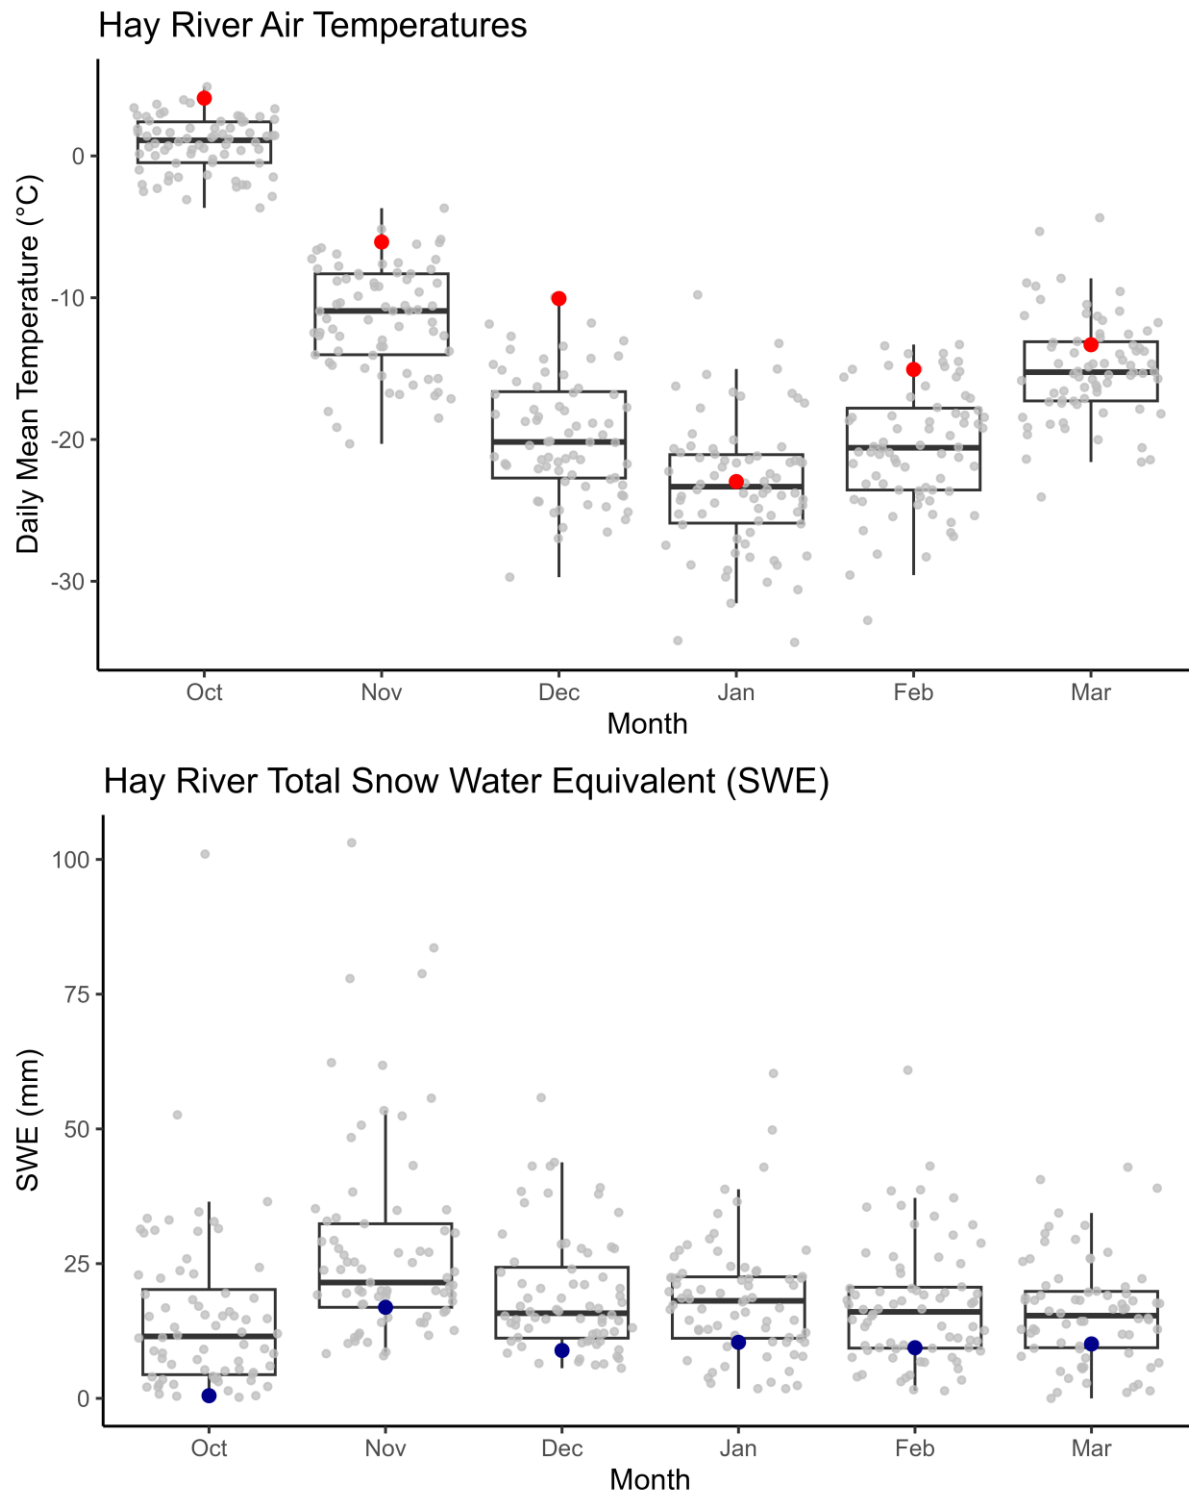 Hay River Air Temperatures
Daily Mean Temperature (°C)
0
-10
-20
-30
Oct Nov Dec Jan Feb Mar
Month
Hay River Total Snow Water Equivalent (SWE)
SWE (mm)
100
75
50
25
0
Oct Nov Dec Jan Feb Mar
Month